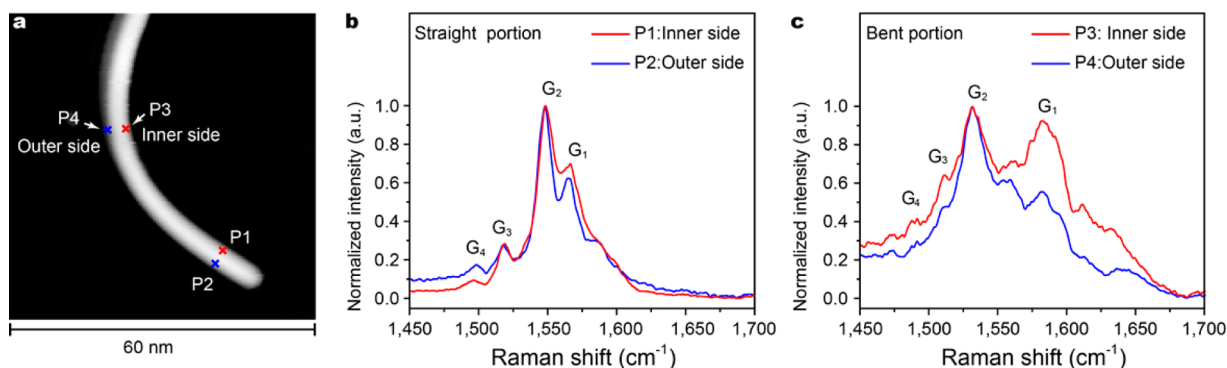 a
P4
P3
Outer side
Inner side
P1
P2
60 nm
b
Straight portion
P1:Inner side
P2:Outer side
G2
G1
G3
G4
Normalized intensity (a.u.)
1.0
0.8
0.6
0.4
0.2
0.0
1,450
1,500
1,550
1,600
1,650
1,700
Raman shift (cm⁻¹)
c
Bent portion
P3: Inner side
P4:Outer side
G2
G1
G3
G4
Normalized intensity (a.u.)
1.0
0.8
0.6
0.4
0.2
0.0
1,450
1,500
1,550
1,600
1,650
1,700
Raman shift (cm⁻¹)